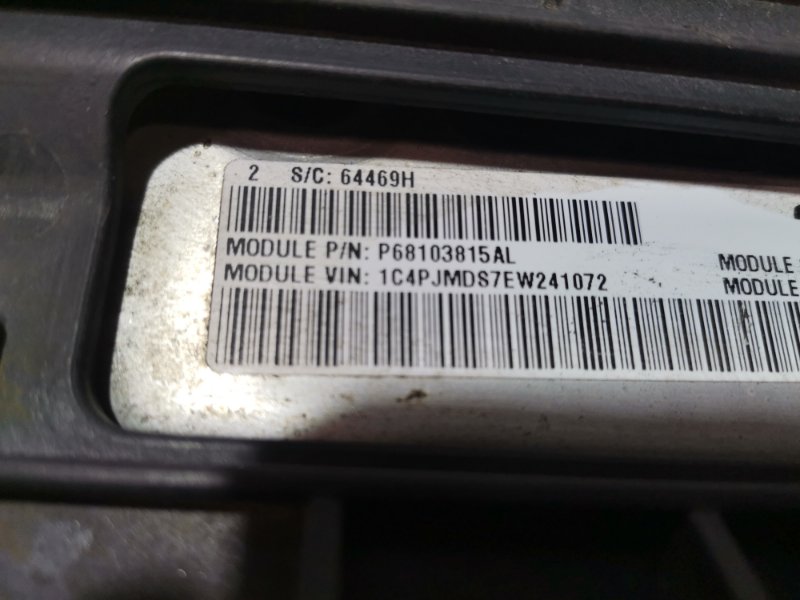 2 S/C: 64469H
MODULE P/N: P68103815AL
MODULE VIN: 1C4PJMDS7EW241072
MODULE
MODULE